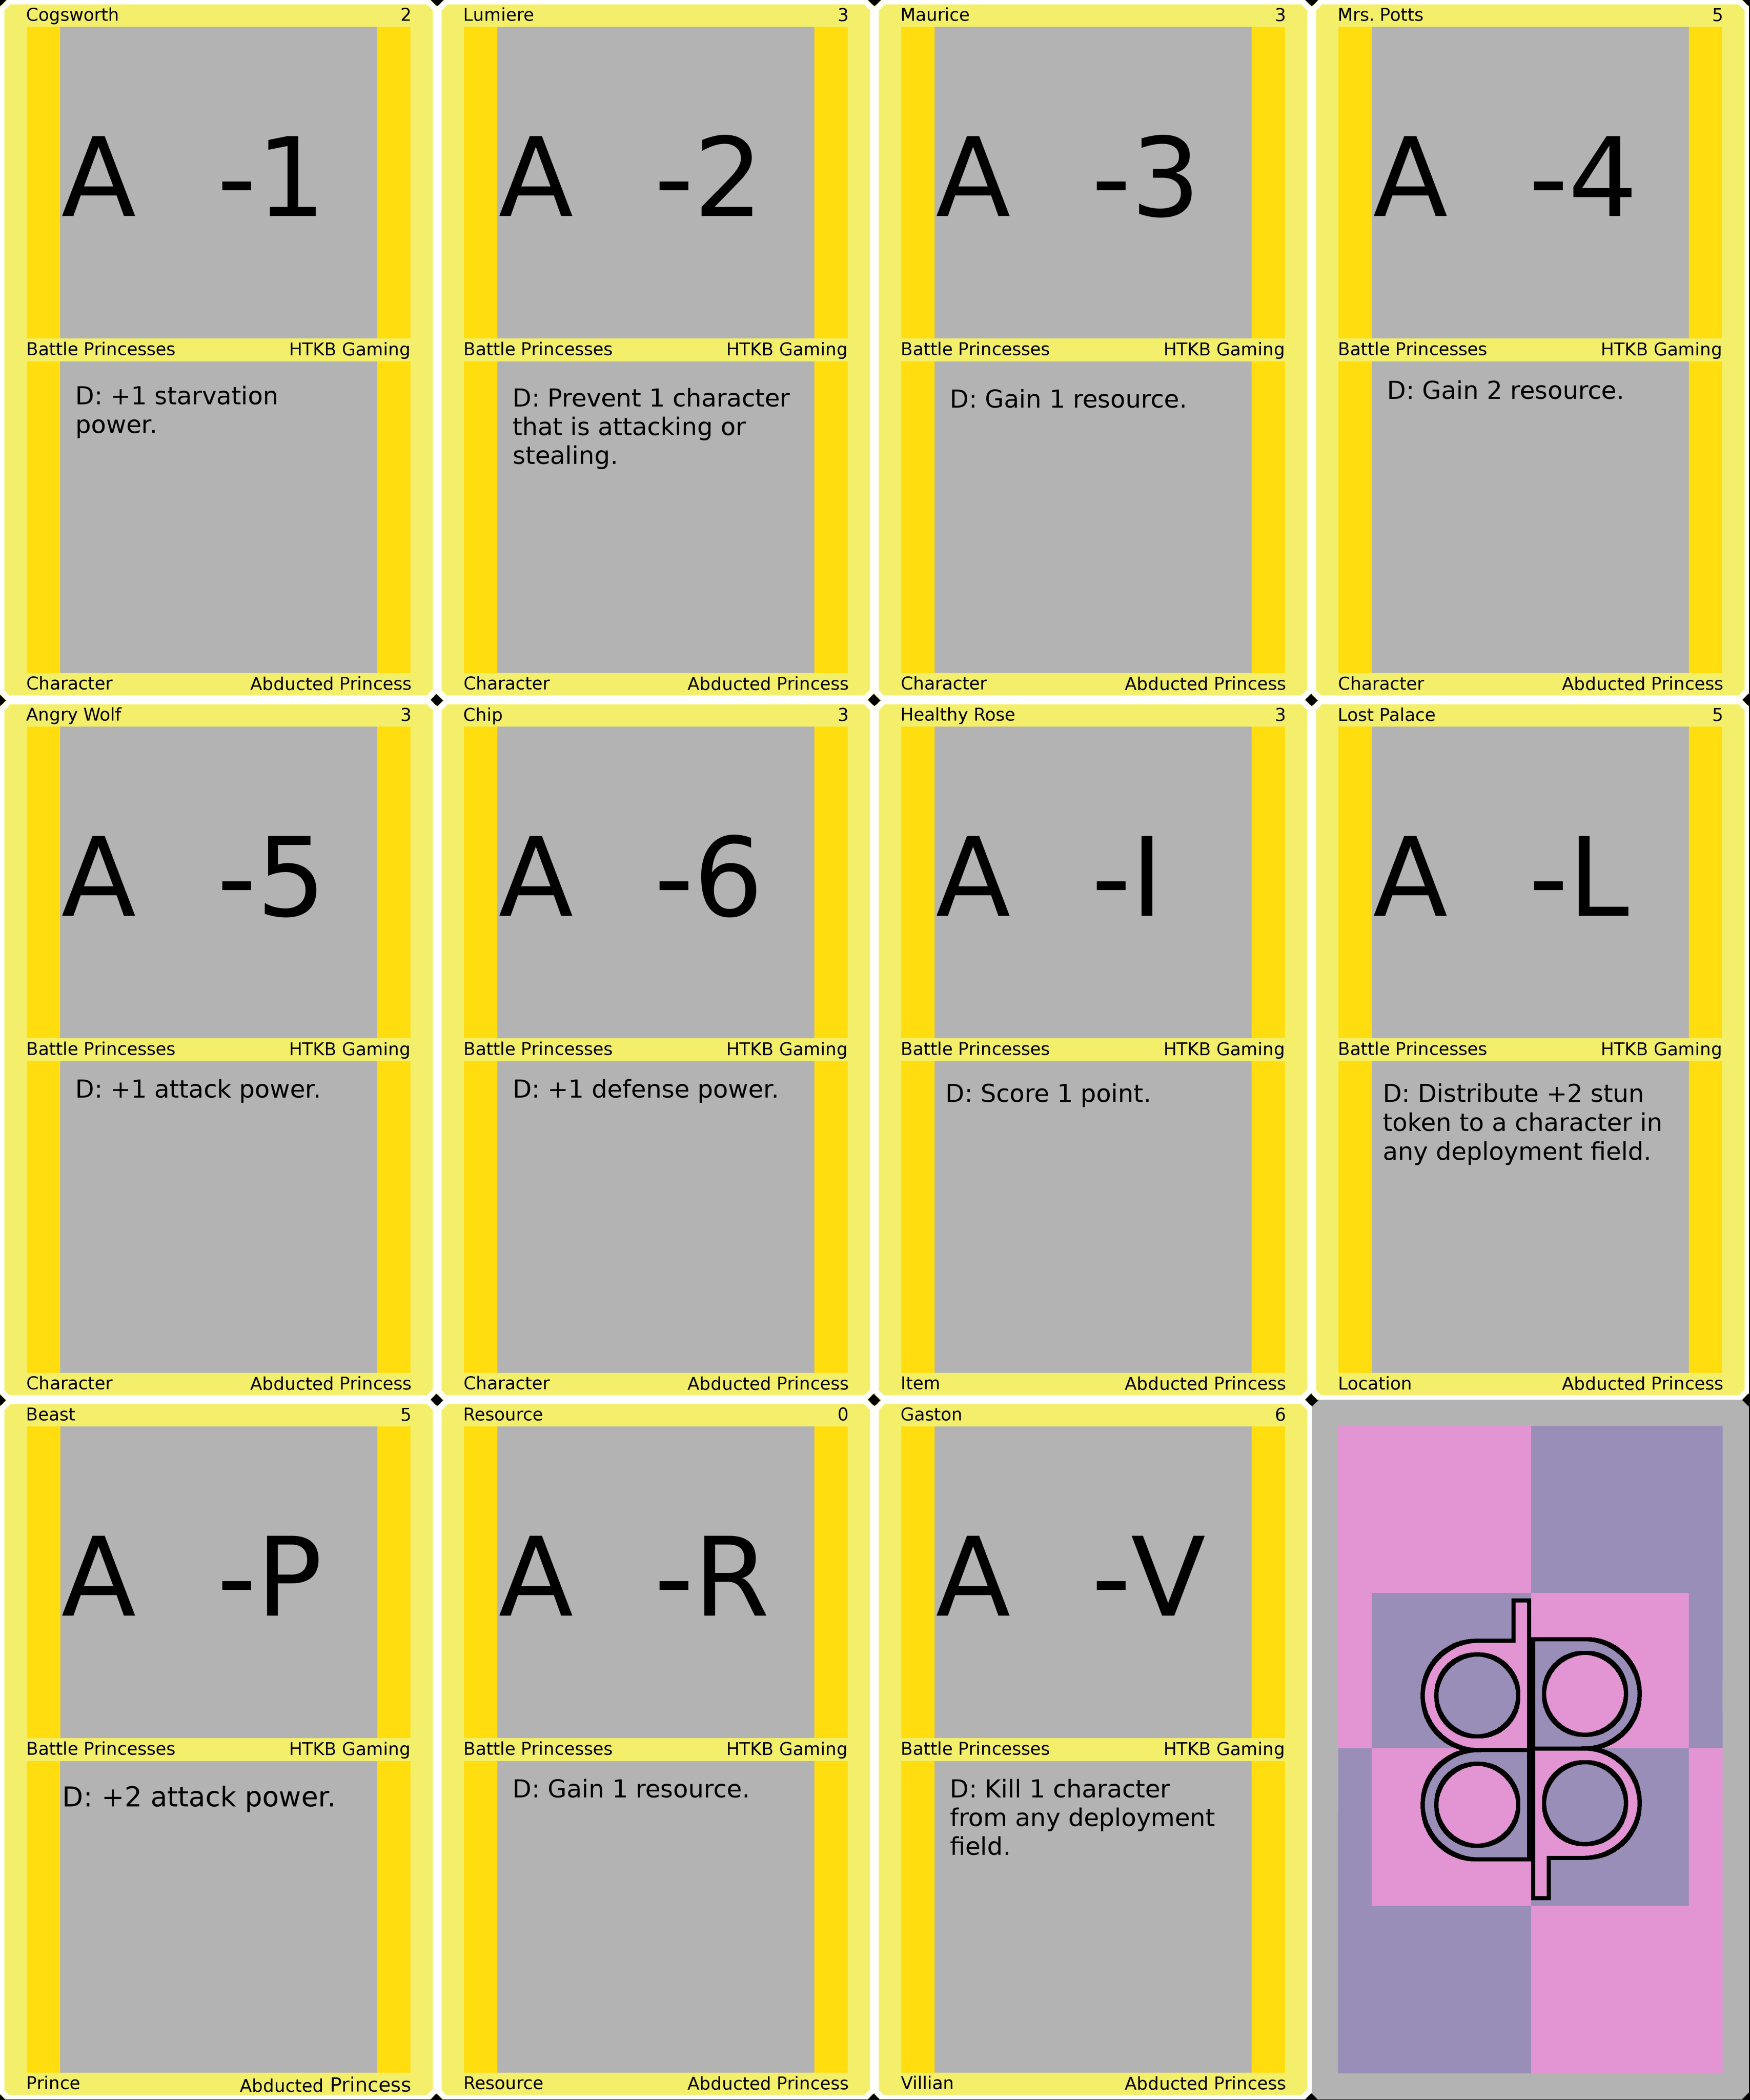 Cogsworth 2
A -1
Battle Princesses HTKB Gaming
D: +1 starvation
power.
Character Abducted Princess
Lumiere 3
A -2
Battle Princesses HTKB Gaming
D: Prevent 1 character
that is attacking or
stealing.
Character Abducted Princess
Maurice 3
A -3
Battle Princesses HTKB Gaming
D: Gain 1 resource.
Character Abducted Princess
Mrs. Potts 5
A -4
Battle Princesses HTKB Gaming
D: Gain 2 resource.
Character Abducted Princess
Angry Wolf 3
A -5
Battle Princesses HTKB Gaming
D: +1 attack power.
Character Abducted Princess
Chip 3
A -6
Battle Princesses HTKB Gaming
D: +1 defense power.
Character Abducted Princess
Healthy Rose 3
A -I
Battle Princesses HTKB Gaming
D: Score 1 point.
Item Abducted Princess
Lost Palace 5
A -L
Battle Princesses HTKB Gaming
D: Distribute +2 stun
token to a character in
any deployment field.
Location Abducted Princess
Beast 5
A -P
Battle Princesses HTKB Gaming
D: +2 attack power.
Prince Abducted Princess
Resource 0
A -R
Battle Princesses HTKB Gaming
D: Gain 1 resource.
Resource Abducted Princess
Gaston 6
A -V
Battle Princesses HTKB Gaming
D: Kill 1 character
from any deployment
field.
Villian Abducted Princess